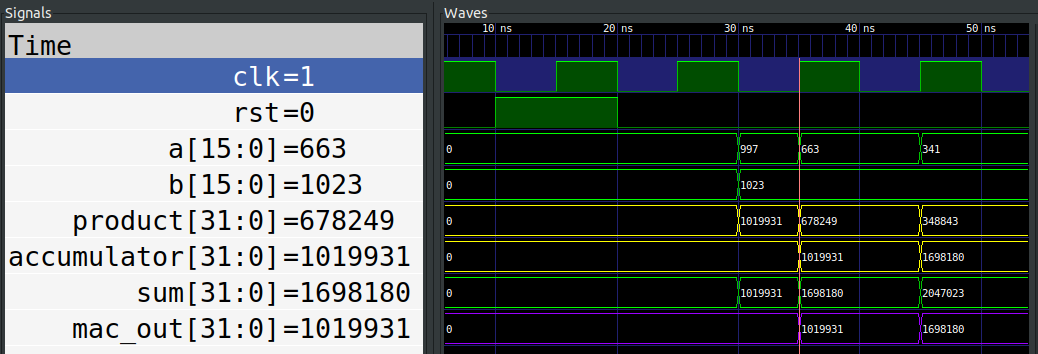 Signals
Waves
Time
10 ns 20 ns 30 ns 40 ns 50 ns
clk=1
rst=0
a[15:0]=663
0 997 663 341
b[15:0]=1023
0 1023
product[31:0]=678249
0 1019931 678249 348843
accumulator[31:0]=1019931
0 1019931 1698180
sum[31:0]=1698180
0 1019931 1698180 2047023
mac_out[31:0]=1019931
0 1019931 1698180